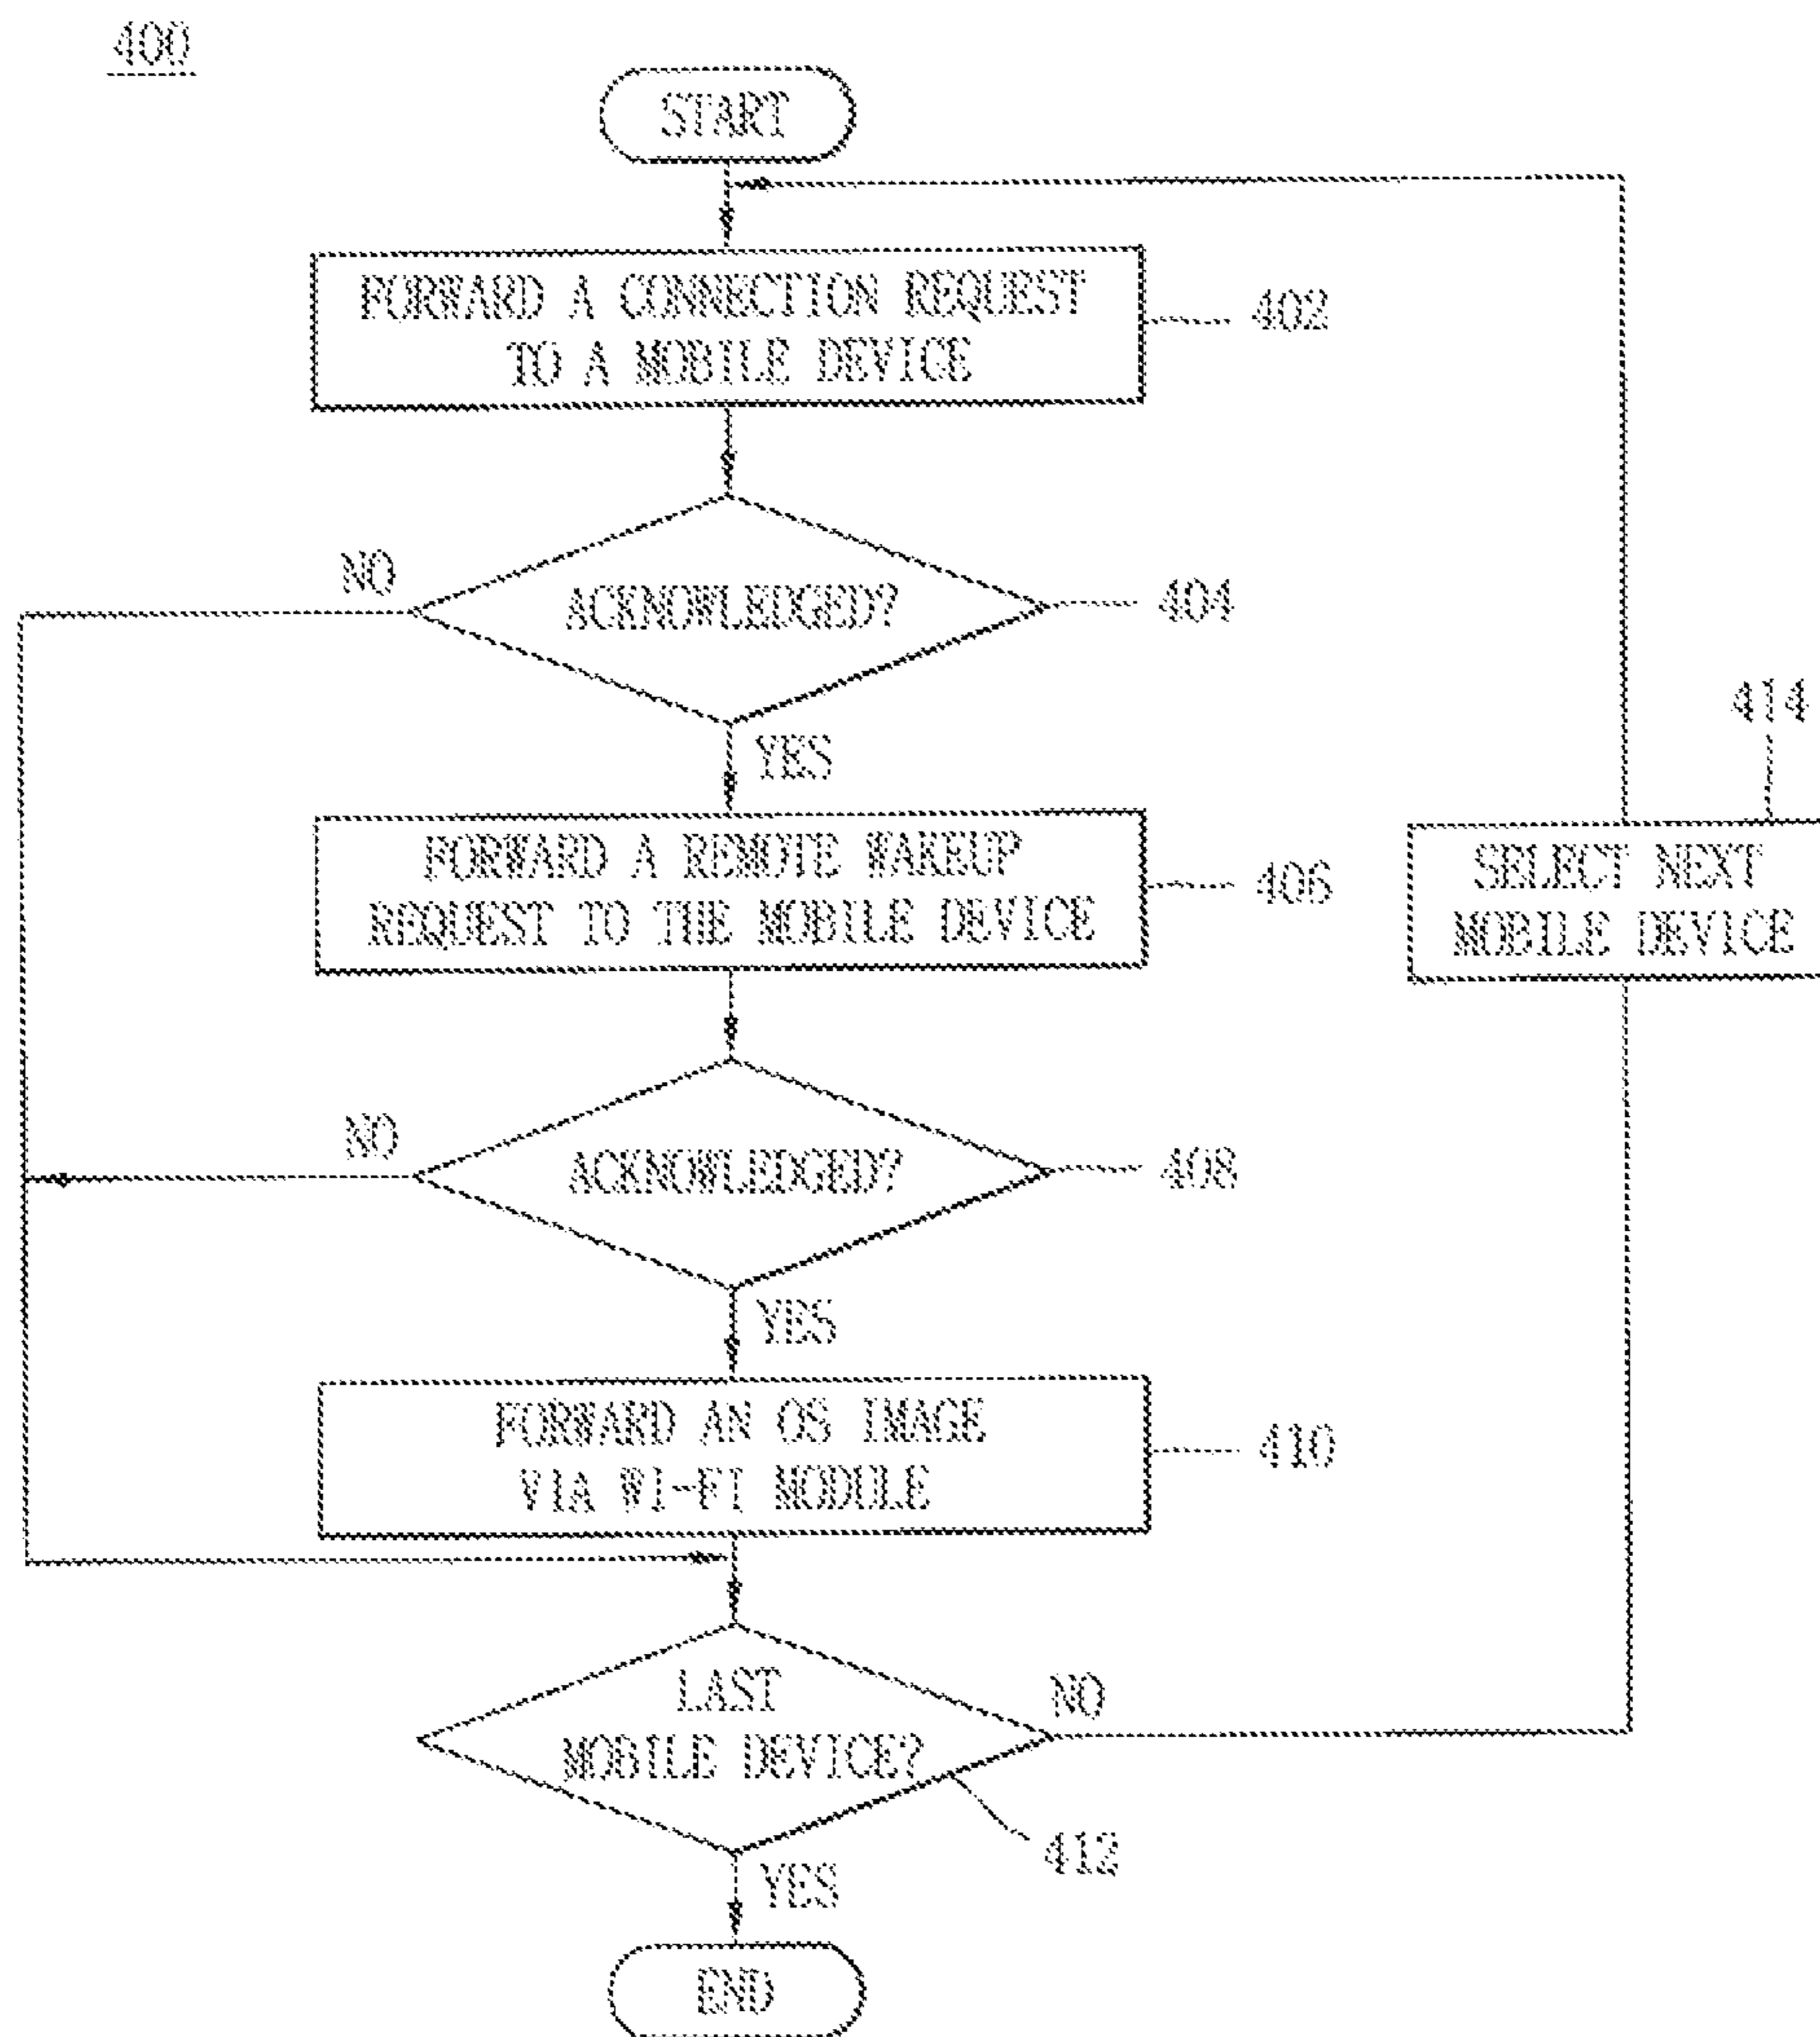 400
START
FORWARD A CONNECTION REQUEST
TO A MOBILE DEVICE
402
NO
ACKNOWLEDGED?
404
YES
414
FORWARD A REMOTE WAKEUP
REQUEST TO THE MOBILE DEVICE
406
SELECT NEXT
MOBILE DEVICE
NO
ACKNOWLEDGED?
408
YES
FORWARD AN OS IMAGE
VIA WI-FI MODULE
410
LAST
MOBILE DEVICE?
NO
412
YES
END